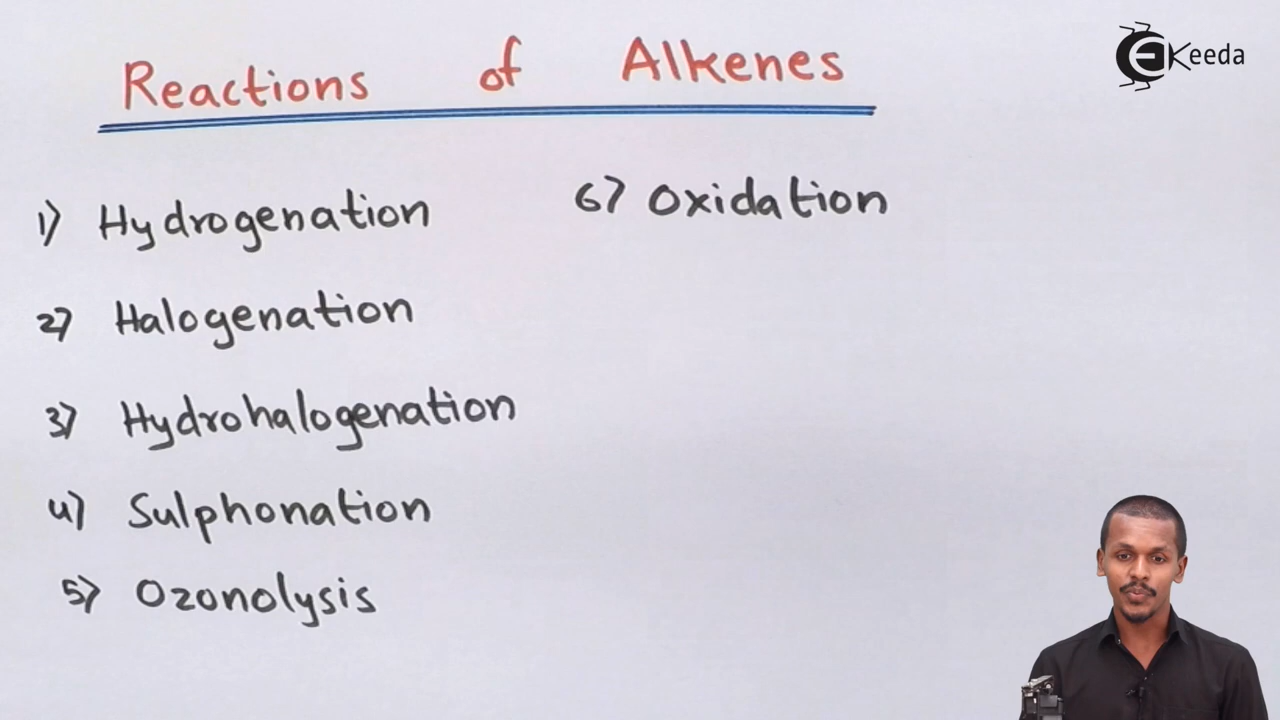 Reactions of Alkenes
EKeeda
1) Hydrogenation
2) Halogenation
3) Hydrohalogenation
4) Sulphonation
5) Ozonolysis
6) Oxidation